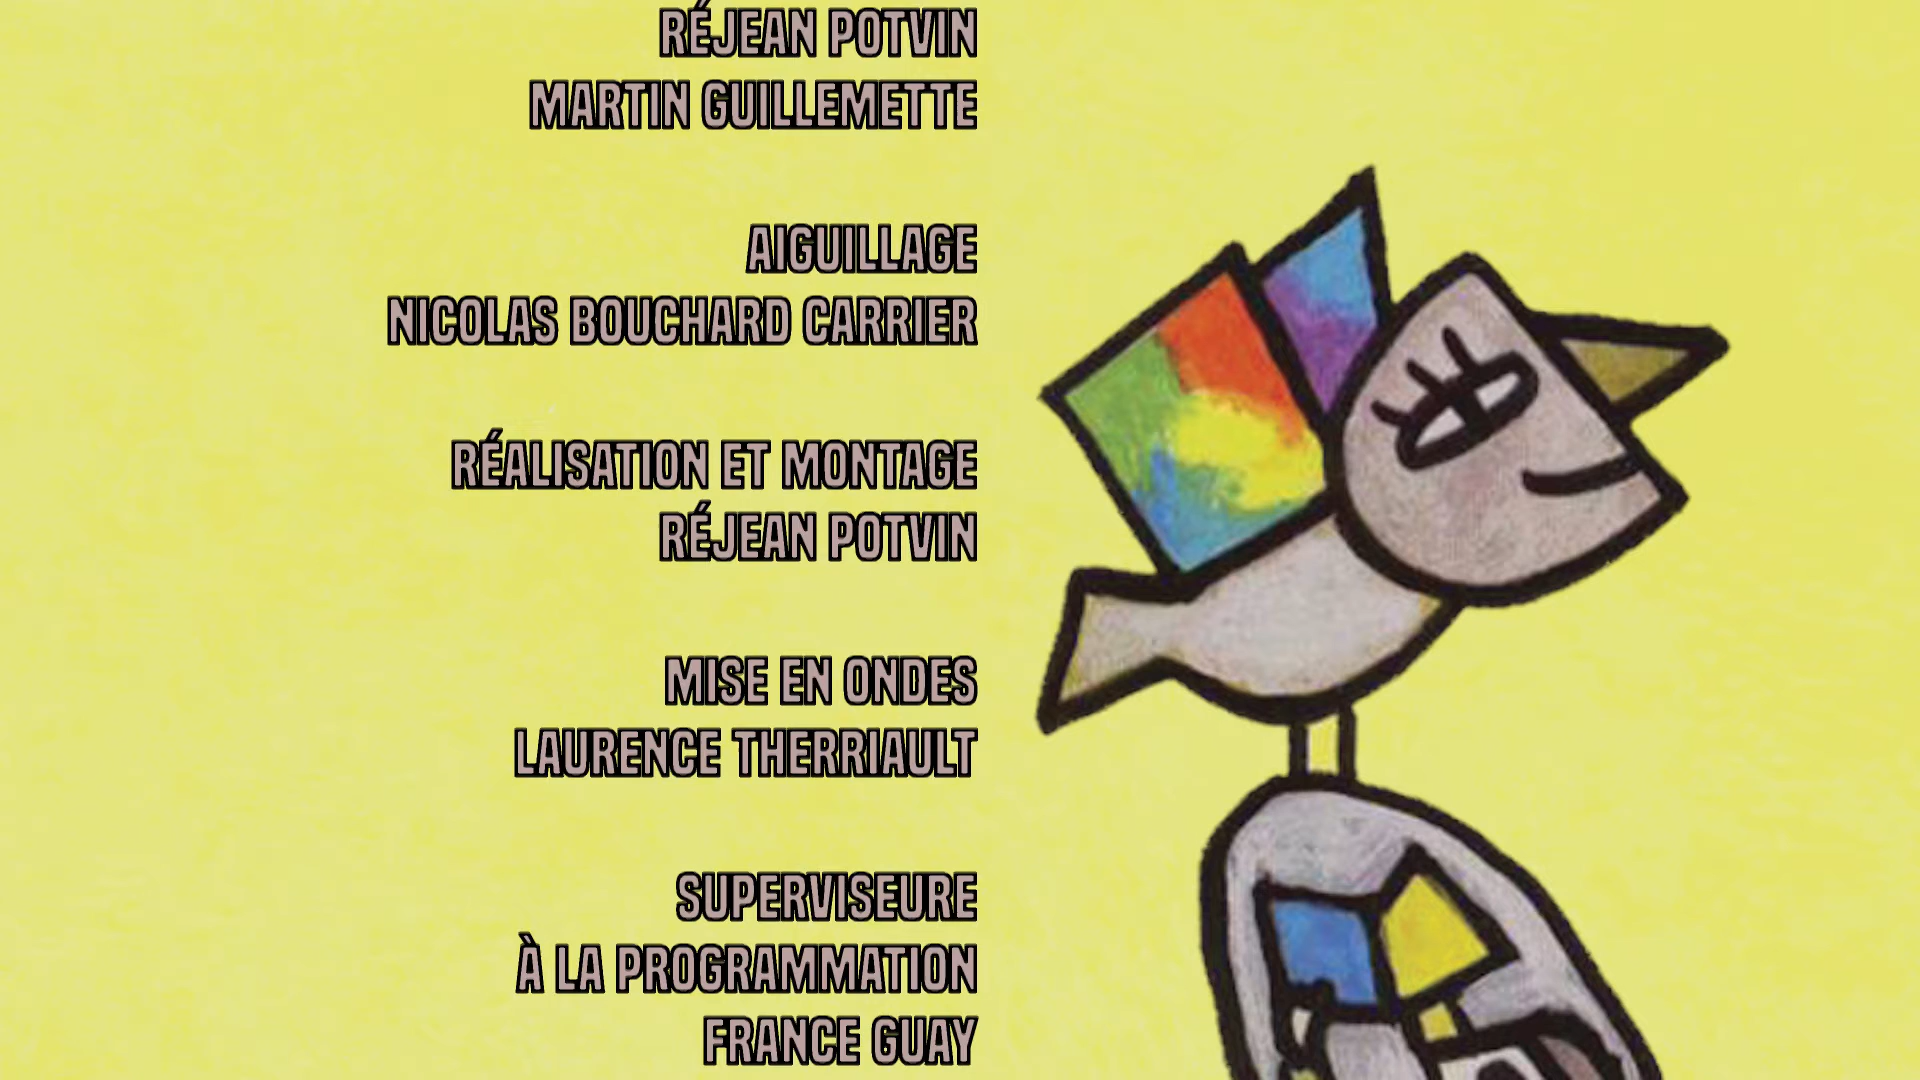 RÉJEAN POTVIN
MARTIN GUILLEMETTE
AIGUILLAGE
NICOLAS BOUCHARD CARRIER
RÉALISATION ET MONTAGE
RÉJEAN POTVIN
MISE EN ONDES
LAURENCE THERRIAULT
SUPERVISEURE
À LA PROGRAMMATION
FRANCE GUAY